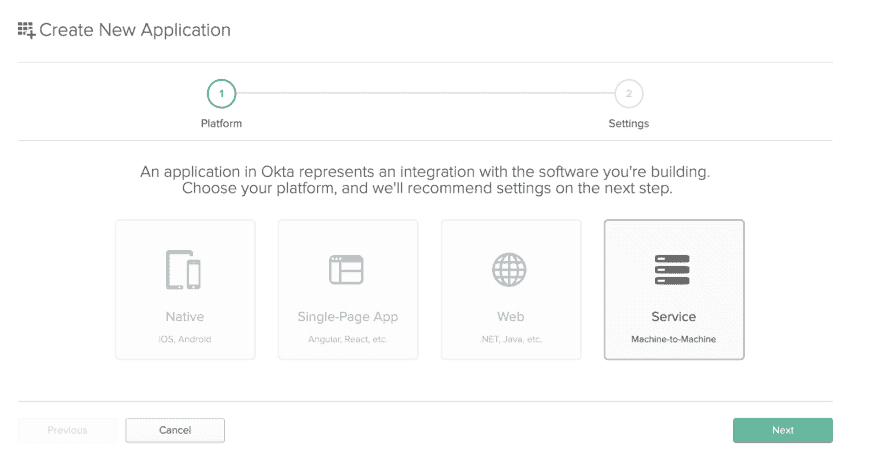 Create New Application
1
2
Platform
Settings
An application in Okta represents an integration with the software you're building.
Choose your platform, and we'll recommend settings on the next step.
Native
iOS, Android
Single-Page App
Angular, React, etc.
Web
.NET, Java, etc.
Service
Machine-to-Machine
Previous
Cancel
Next